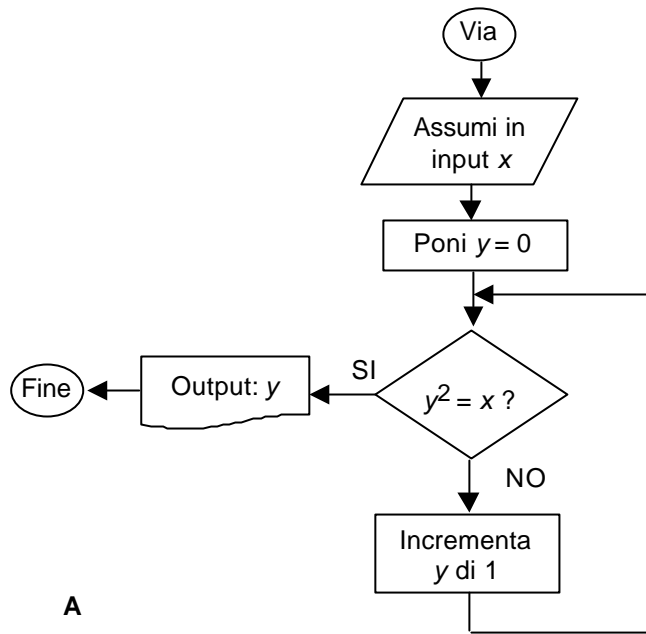 Via
Assumi in
input x
Poni y = 0
y² = x ?
SI
Output: y
Fine
NO
Incrementa
y di 1
A